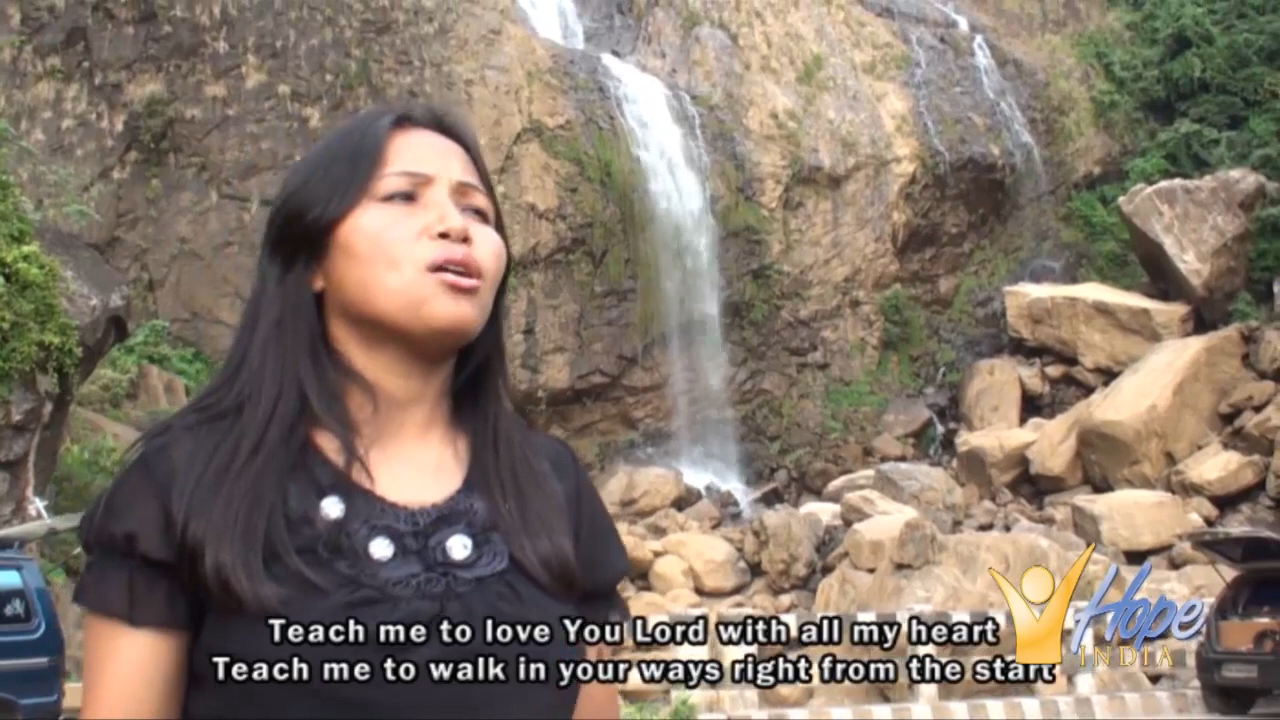 Teach me to love You Lord with all my heart
Teach me to walk in your ways right from the start
Hope
INDIA